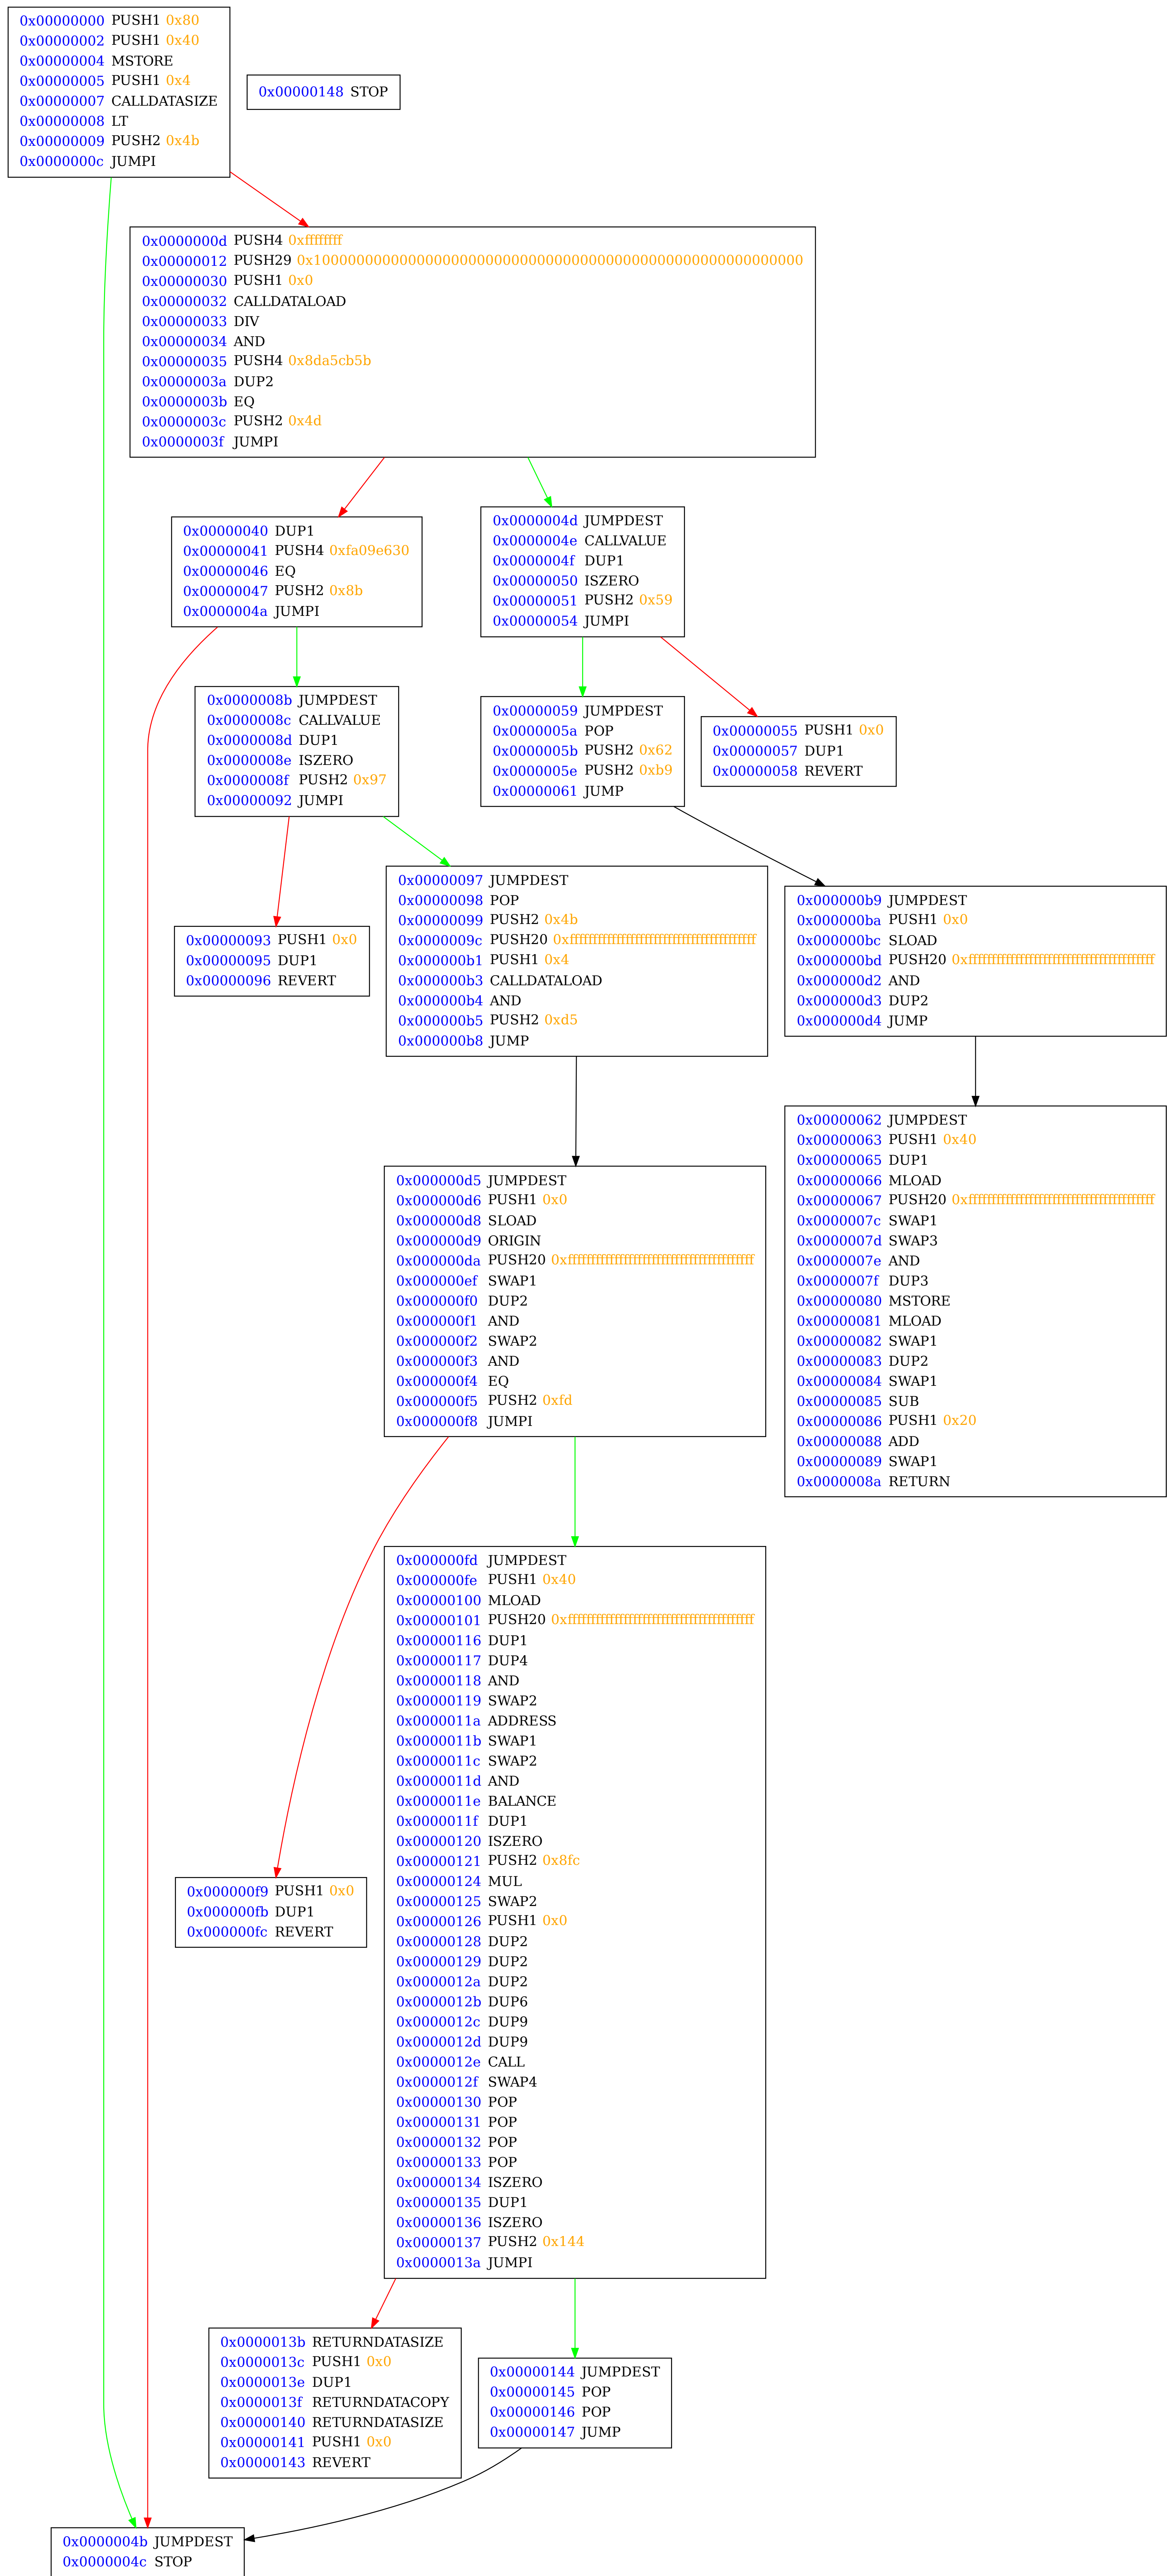 0x00000000 PUSH1 0x80
0x00000002 PUSH1 0x40
0x00000004 MSTORE
0x00000005 PUSH1 0x4
0x00000007 CALLDATASIZE
0x00000008 LT
0x00000009 PUSH2 0x4b
0x0000000c JUMPI
0x00000148 STOP
0x0000000d PUSH4 0xffffffff
0x00000012 PUSH29 0x100000000000000000000000000000000000000000000000000000000
0x00000030 PUSH1 0x0
0x00000032 CALLDATALOAD
0x00000033 DIV
0x00000034 AND
0x00000035 PUSH4 0x8da5cb5b
0x0000003a DUP2
0x0000003b EQ
0x0000003c PUSH2 0x4d
0x0000003f JUMPI
0x00000040 DUP1
0x00000041 PUSH4 0xfa09e630
0x00000046 EQ
0x00000047 PUSH2 0x8b
0x0000004a JUMPI
0x0000004d JUMPDEST
0x0000004e CALLVALUE
0x0000004f DUP1
0x00000050 ISZERO
0x00000051 PUSH2 0x59
0x00000054 JUMPI
0x0000008b JUMPDEST
0x0000008c CALLVALUE
0x0000008d DUP1
0x0000008e ISZERO
0x0000008f PUSH2 0x97
0x00000092 JUMPI
0x00000059 JUMPDEST
0x0000005a POP
0x0000005b PUSH2 0x62
0x0000005e PUSH2 0xb9
0x00000061 JUMP
0x00000055 PUSH1 0x0
0x00000057 DUP1
0x00000058 REVERT
0x00000093 PUSH1 0x0
0x00000095 DUP1
0x00000096 REVERT
0x00000097 JUMPDEST
0x00000098 POP
0x00000099 PUSH2 0x4b
0x0000009c PUSH20 0xffffffffffffffffffffffffffffffffffffffff
0x000000b1 PUSH1 0x4
0x000000b3 CALLDATALOAD
0x000000b4 AND
0x000000b5 PUSH2 0xd5
0x000000b8 JUMP
0x000000b9 JUMPDEST
0x000000ba PUSH1 0x0
0x000000bc SLOAD
0x000000bd PUSH20 0xffffffffffffffffffffffffffffffffffffffff
0x000000d2 AND
0x000000d3 DUP2
0x000000d4 JUMP
0x00000062 JUMPDEST
0x00000063 PUSH1 0x40
0x00000065 DUP1
0x00000066 MLOAD
0x00000067 PUSH20 0xffffffffffffffffffffffffffffffffffffffff
0x0000007c SWAP1
0x0000007d SWAP3
0x0000007e AND
0x0000007f DUP3
0x00000080 MSTORE
0x00000081 MLOAD
0x00000082 SWAP1
0x00000083 DUP2
0x00000084 SWAP1
0x00000085 SUB
0x00000086 PUSH1 0x20
0x00000088 ADD
0x00000089 SWAP1
0x0000008a RETURN
0x000000d5 JUMPDEST
0x000000d6 PUSH1 0x0
0x000000d8 SLOAD
0x000000d9 ORIGIN
0x000000da PUSH20 0xffffffffffffffffffffffffffffffffffffffff
0x000000ef SWAP1
0x000000f0 DUP2
0x000000f1 AND
0x000000f2 SWAP2
0x000000f3 AND
0x000000f4 EQ
0x000000f5 PUSH2 0xfd
0x000000f8 JUMPI
0x000000f9 PUSH1 0x0
0x000000fb DUP1
0x000000fc REVERT
0x000000fd JUMPDEST
0x000000fe PUSH1 0x40
0x00000100 MLOAD
0x00000101 PUSH20 0xffffffffffffffffffffffffffffffffffffffff
0x00000116 DUP1
0x00000117 DUP4
0x00000118 AND
0x00000119 SWAP2
0x0000011a ADDRESS
0x0000011b SWAP1
0x0000011c SWAP2
0x0000011d AND
0x0000011e BALANCE
0x0000011f DUP1
0x00000120 ISZERO
0x00000121 PUSH2 0x8fc
0x00000124 MUL
0x00000125 SWAP2
0x00000126 PUSH1 0x0
0x00000128 DUP2
0x00000129 DUP2
0x0000012a DUP2
0x0000012b DUP6
0x0000012c DUP9
0x0000012d DUP9
0x0000012e CALL
0x0000012f SWAP4
0x00000130 POP
0x00000131 POP
0x00000132 POP
0x00000133 POP
0x00000134 ISZERO
0x00000135 DUP1
0x00000136 ISZERO
0x00000137 PUSH2 0x144
0x0000013a JUMPI
0x0000013b RETURNDATASIZE
0x0000013c PUSH1 0x0
0x0000013e DUP1
0x0000013f RETURNDATACOPY
0x00000140 RETURNDATASIZE
0x00000141 PUSH1 0x0
0x00000143 REVERT
0x00000144 JUMPDEST
0x00000145 POP
0x00000146 POP
0x00000147 JUMP
0x0000004b JUMPDEST
0x0000004c STOP